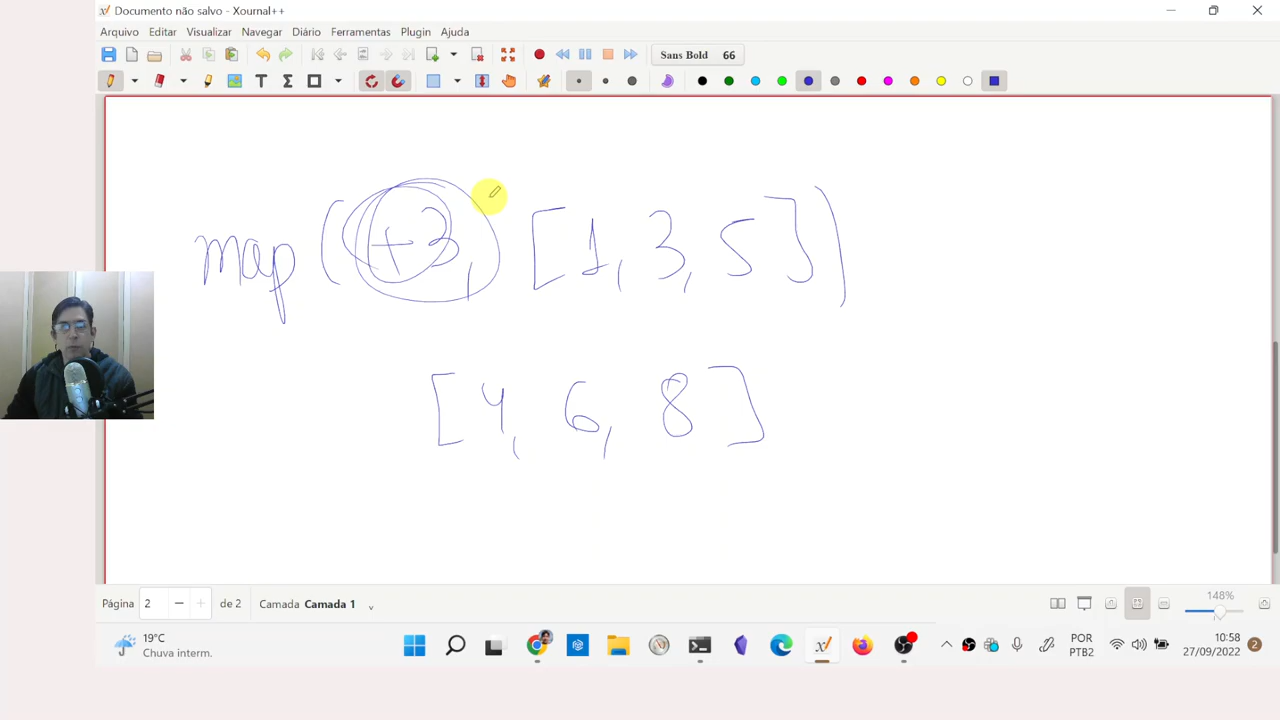 Documento não salvo - Xournal++
Arquivo Editar Visualizar Navegar Diário Ferramentas Plugin Ajuda
Sans Bold 66
map (+3, [1, 3, 5])
[4, 6, 8]
Página 2 de 2 Camada Camada 1 148%
19°C
Chuva interm.
POR
PTB2
10:58
27/09/2022
2